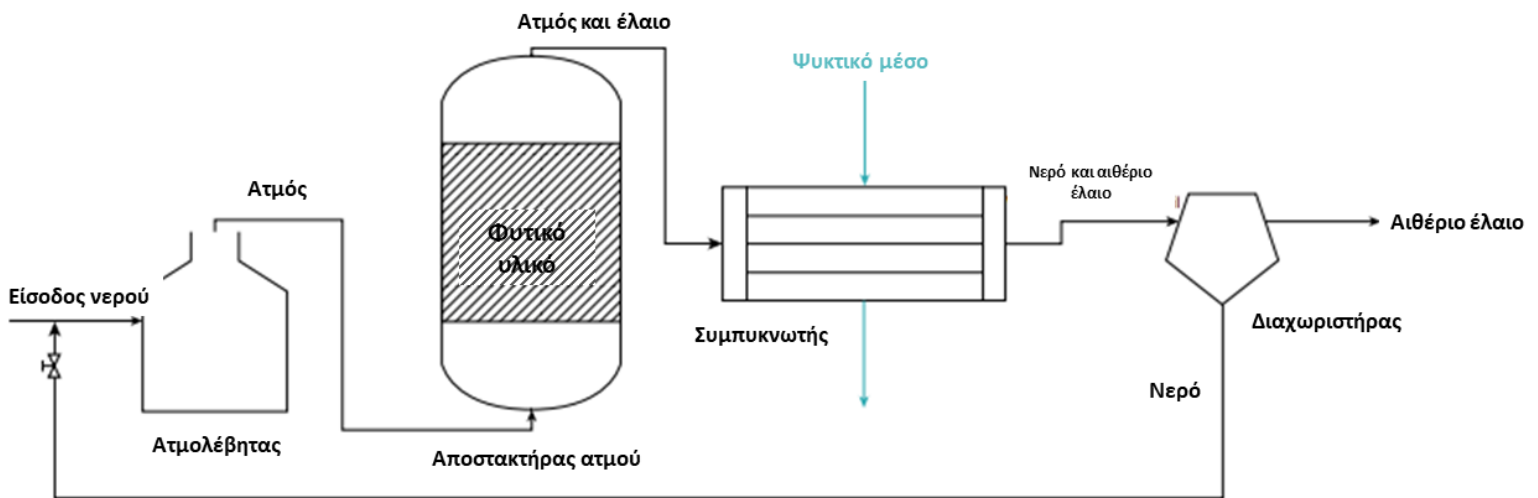 Ατμός και έλαιο
Ψυκτικό μέσο
Νερό και αιθέριο
έλαιο
Ατμός
Αιθέριο έλαιο
Φυτικό
υλικό
Είσοδος νερού
Συμπυκνωτής
Διαχωριστήρας
Νερό
Ατμολέβητας
Αποστακτήρας ατμού